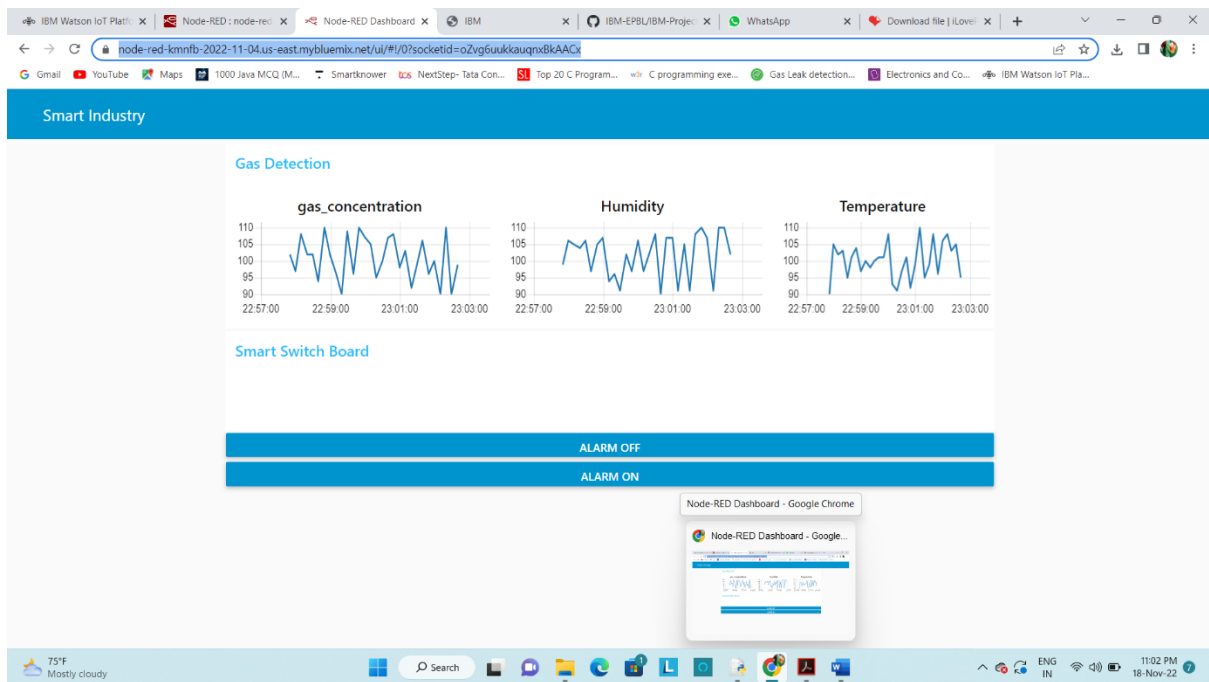 IBM Watson IoT Platfo
Node-RED : node-red
Node-RED Dashboard
IBM
IBM-EPBL/IBM-Project
WhatsApp
Download file | iLoveI
node-red-kmnfb-2022-11-04.us-east.mybluemix.net/ui/#!/0?socketid=oZvg6uukkauqnxBkAACx
Gmail
YouTube
Maps
1000 Java MCQ (M...
Smartknower
tcs NextStep- Tata Con...
SL Top 20 C Program...
w3r C programming exe...
Gas Leak detection...
Electronics and Co...
IBM Watson IoT Pla...
Smart Industry
Gas Detection
gas_concentration
110
105
100
95
90
22:57:00 22:59:00 23:01:00 23:03:00
Humidity
110
105
100
95
90
22:57:00 22:59:00 23:01:00 23:03:00
Temperature
110
105
100
95
90
22:57:00 22:59:00 23:01:00 23:03:00
Smart Switch Board
ALARM OFF
ALARM ON
Node-RED Dashboard - Google Chrome
Node-RED Dashboard - Google...
75°F
Mostly cloudy
Search
L
ENG
IN
11:02 PM
18-Nov-22
7